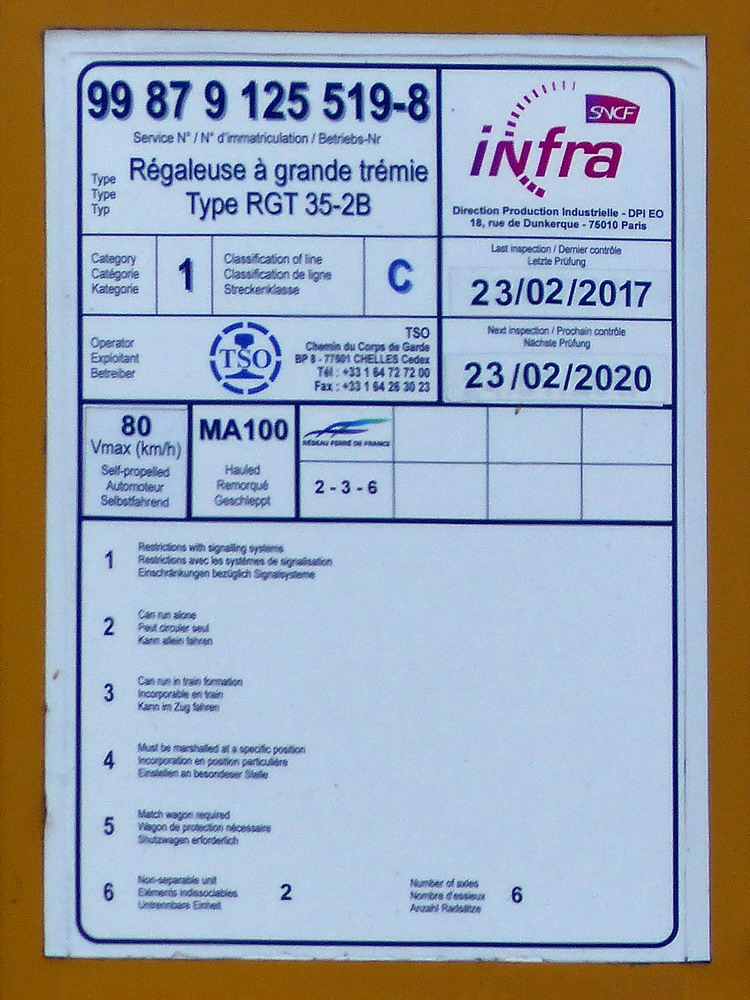 99 87 9 125 519-8
Service N° / N° d'immatriculation / Betriebs-Nr
Type
Type
Typ
Régaleuse à grande trémie
Type RGT 35-2B
SNCF
infra
Direction Production Industrielle - DPI EO
18, rue de Dunkerque - 75010 Paris
Category
Catégorie
Kategorie
1
Classification of line
Classification de ligne
Streckenklasse
C
Last inspection / Dernier contrôle
Letzte Prüfung
23/02/2017
Operator
Exploitant
Betreiber
TSO
TSO
Chemin du Corps de Garde
BP 8 - 77501 CHELLES Cedex
Tél : +33 1 64 72 72 00
Fax : +33 1 64 26 30 23
Next inspection / Prochain contrôle
Nächste Prüfung
23/02/2020
80
Vmax (km/h)
Self-propelled
Automoteur
Selbstfahrend
MA100
Hauled
Remorqué
Geschleppt
RÉSEAU FERRÉ DE FRANCE
2 - 3 - 6
1
Restrictions with signalling systems
Restrictions avec les systèmes de signalisation
Einschränkungen bezüglich Signalsysteme
2
Can run alone
Peut circuler seul
Kann allein fahren
3
Can run in train formation
Incorporable en train
Kann im Zug fahren
4
Must be marshalled at a specific position
Incorporation en position particulière
Einstellen an besondeser Stelle
5
Match wagon required
Wagon de protection nécessaire
Shutzwagen erforderlich
6
Non-separable unit
Eléments indissociables
Untrennbare Einheit
2
Number of axles
Nombre d'essieux
Anzahl Radsätze
6